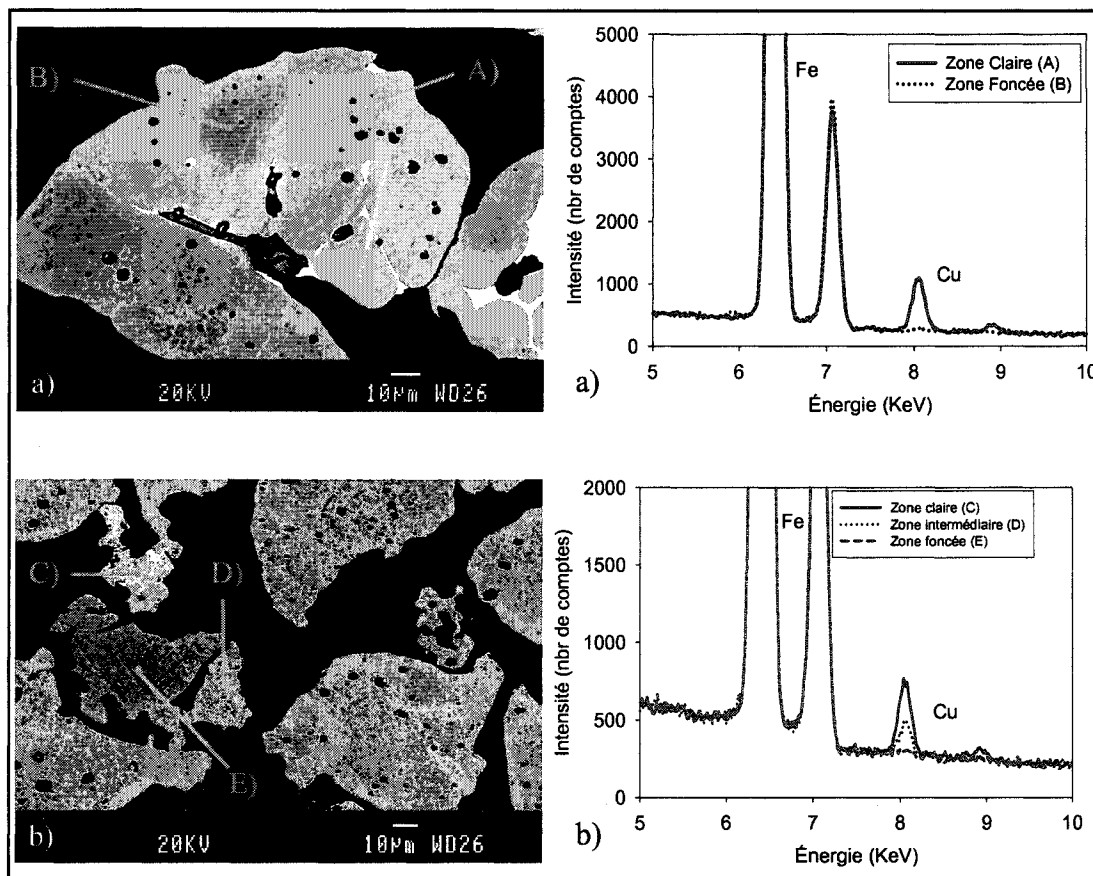 B)
A)
a)
20KV
10µm WD26
5000
4000
3000
2000
1000
0
Intensité (nbr de comptes)
Fe
Cu
Zone Claire (A)
Zone Foncée (B)
5 6 7 8 9 10
a)
Énergie (KeV)
C)
D)
E)
b)
20KV
10µm WD26
2000
1500
1000
500
0
Intensité (nbr de comptes)
Fe
Cu
Zone claire (C)
Zone intermédiaire (D)
Zone foncée (E)
5 6 7 8 9 10
b)
Énergie (KeV)